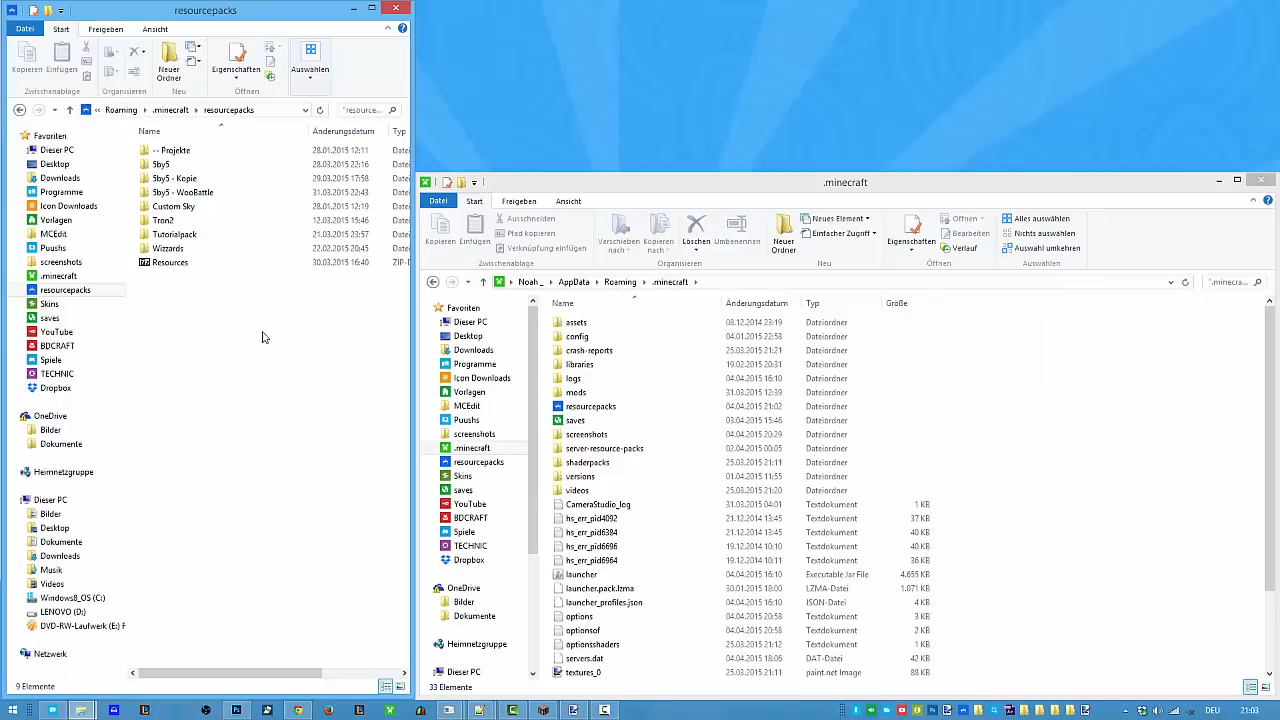 resourcepacks
Datei Start Freigeben Ansicht
Kopieren Einfügen Neuer Ordner Eigenschaften Auswählen
Zwischenablage Organisieren Neu Öffnen
« Roaming › .minecraft › resourcepacks "resource...
Name Änderungsdatum Typ
-- Projekte 28.01.2015 12:11 Datei
5by5 28.03.2015 22:16 Datei
5by5 - Kopie 29.03.2015 17:58 Datei
5by5 - WooBattle 31.03.2015 22:43 Datei
Custom Sky 28.01.2015 12:19 Datei
Tron2 12.03.2015 15:46 Datei
Tutorialpack 21.03.2015 23:57 Datei
Wizzards 22.02.2015 20:45 Datei
Resources 30.03.2015 16:40 ZIP-D
Favoriten
Dieser PC
Desktop
Downloads
Programme
Icon Downloads
Vorlagen
MCEdit
Puushs
screenshots
.minecraft
resourcepacks
Skins
saves
YouTube
BDCRAFT
Spiele
TECHNIC
Dropbox
OneDrive
Bilder
Dokumente
Heimnetzgruppe
Dieser PC
Bilder
Desktop
Dokumente
Downloads
Musik
Videos
Windows8_OS (C:)
LENOVO (D:)
DVD-RW-Laufwerk (E:) F
Netzwerk
9 Elemente
.minecraft
Datei Start Freigeben Ansicht
Kopieren Einfügen Ausschneiden Pfad kopieren Verknüpfung einfügen
Verschieben nach Kopieren nach Löschen Umbenennen
Neuer Ordner Neues Element Einfacher Zugriff
Eigenschaften Öffnen Bearbeiten Verlauf
Alles auswählen Nichts auswählen Auswahl umkehren
Zwischenablage Organisieren Neu Öffnen Auswählen
Noah_ › AppData › Roaming › .minecraft › ".minecra...
Name Änderungsdatum Typ Größe
assets 08.12.2014 23:19 Dateiordner
config 04.01.2015 22:58 Dateiordner
crash-reports 25.03.2015 21:21 Dateiordner
libraries 19.02.2015 20:31 Dateiordner
logs 04.04.2015 16:10 Dateiordner
mods 31.03.2015 12:39 Dateiordner
resourcepacks 04.04.2015 21:02 Dateiordner
saves 03.04.2015 15:46 Dateiordner
screenshots 04.04.2015 20:29 Dateiordner
server-resource-packs 02.04.2015 00:05 Dateiordner
shaderpacks 25.03.2015 21:11 Dateiordner
versions 01.04.2015 11:55 Dateiordner
videos 25.03.2015 21:20 Dateiordner
CameraStudio_log 31.03.2015 04:01 Textdokument 1 KB
hs_err_pid4092 21.12.2014 13:45 Textdokument 37 KB
hs_err_pid6384 21.12.2014 13:45 Textdokument 40 KB
hs_err_pid6696 19.12.2014 10:10 Textdokument 40 KB
hs_err_pid6964 19.12.2014 10:11 Textdokument 36 KB
launcher 04.04.2015 16:10 Executable Jar File 4.655 KB
launcher.pack.lzma 30.01.2015 18:00 LZMA-Datei 1.071 KB
launcher_profiles.json 04.04.2015 16:10 JSON-Datei 4 KB
options 04.04.2015 20:58 Textdokument 3 KB
optionsof 04.04.2015 20:58 Textdokument 2 KB
optionsshaders 25.03.2015 21:12 Textdokument 1 KB
servers.dat 04.04.2015 18:06 DAT-Datei 42 KB
textures_0 25.03.2015 21:11 paint.net Image 88 KB
Favoriten
Dieser PC
Desktop
Downloads
Programme
Icon Downloads
Vorlagen
MCEdit
Puushs
screenshots
.minecraft
resourcepacks
Skins
saves
YouTube
BDCRAFT
Spiele
TECHNIC
Dropbox
OneDrive
Bilder
Dokumente
Heimnetzgruppe
Dieser PC
33 Elemente
DEU 21:03